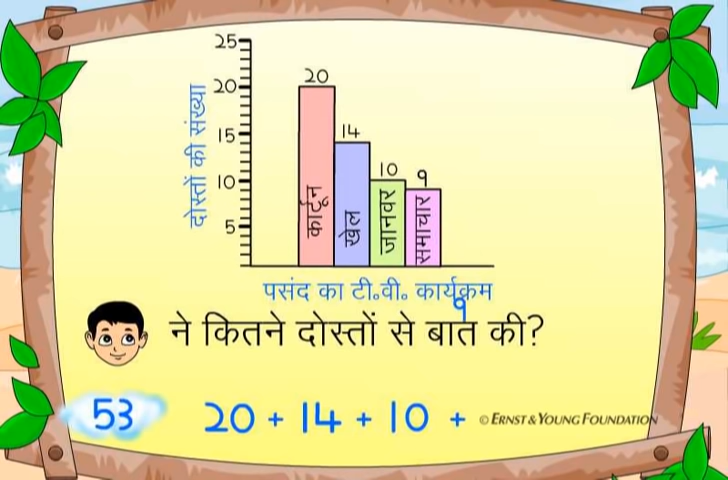 25
20
15
10
5
दोस्तों की संख्या
20
14
10
9
कार्टून
खेल
जानवर
समाचार
पसंद का टी॰वी॰ कार्यक्रम
9
ने कितने दोस्तों से बात की?
53 20 + 14 + 10 +
© ERNST & YOUNG FOUNDATION